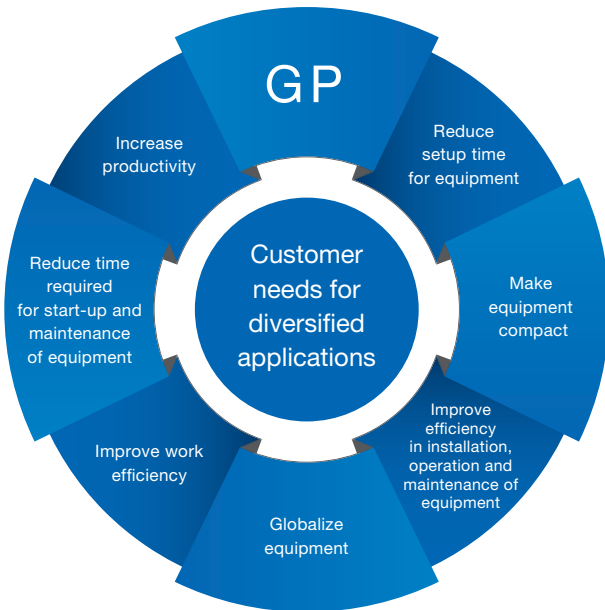 GP
Reduce
setup time
for equipment
Make
equipment
compact
Improve
efficiency
in installation,
operation and
maintenance of
equipment
Globalize
equipment
Improve work
efficiency
Reduce time
required
for start-up and
maintenance
of equipment
Increase
productivity
Customer
needs for
diversified
applications